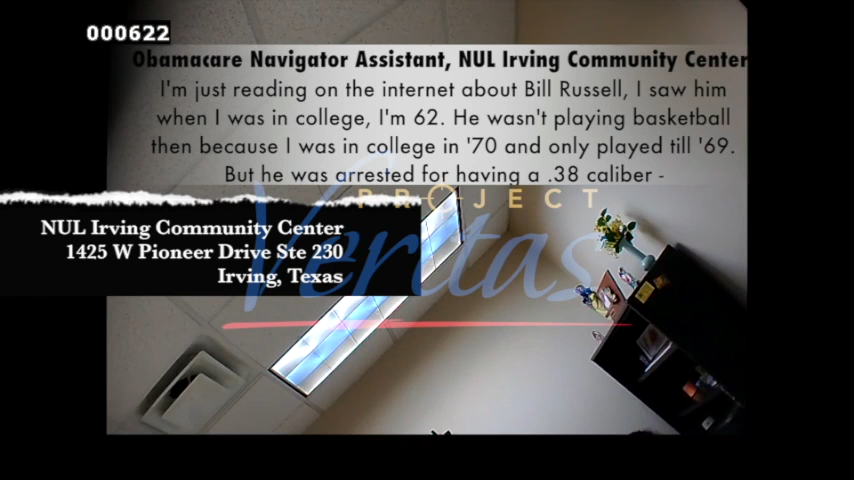 000622
Obamacare Navigator Assistant, NUL Irving Community Center
I'm just reading on the internet about Bill Russell, I saw him
when I was in college, I'm 62. He wasn't playing basketball
then because I was in college in '70 and only played till '69.
But he was arrested for having a .38 caliber -
PROJECT
Veritas
NUL Irving Community Center
1425 W Pioneer Drive Ste 230
Irving, Texas